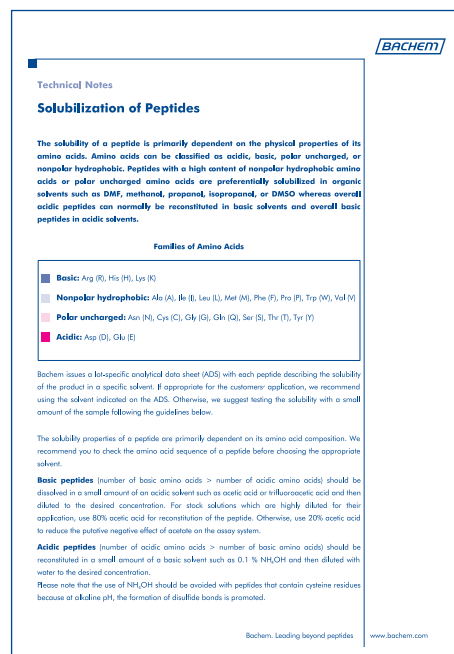 BACHEM
Technical Notes
Solubilization of Peptides
The solubility of a peptide is primarily dependent on the physical properties of its
amino acids. Amino acids can be classified as acidic, basic, polar uncharged, or
nonpolar hydrophobic. Peptides with a high content of nonpolar hydrophobic amino
acids or polar uncharged amino acids are preferentially solubilized in organic
solvents such as DMF, methanol, propanol, isopropanol, or DMSO whereas overall
acidic peptides can normally be reconstituted in basic solvents and overall basic
peptides in acidic solvents.
Families of Amino Acids
Basic: Arg (R), His (H), Lys (K)
Nonpolar hydrophobic: Ala (A), Ile (I), Leu (L), Met (M), Phe (F), Pro (P), Trp (W), Val (V)
Polar uncharged: Asn (N), Cys (C), Gly (G), Gln (Q), Ser (S), Thr (T), Tyr (Y)
Acidic: Asp (D), Glu (E)
Bachem issues a lot-specific analytical data sheet (ADS) with each peptide describing the solubility
of the product in a specific solvent. If appropriate for the customers' application, we recommend
using the solvent indicated on the ADS. Otherwise, we suggest testing the solubility with a small
amount of the sample following the guidelines below.
The solubility properties of a peptide are primarily dependent on its amino acid composition. We
recommend you to check the amino acid sequence of a peptide before choosing the appropriate
solvent.
Basic peptides (number of basic amino acids > number of acidic amino acids) should be
dissolved in a small amount of an acidic solvent such as acetic acid or trifluoroacetic acid and then
diluted to the desired concentration. For stock solutions which are highly diluted for their
application, use 80% acetic acid for reconstitution of the peptide. Otherwise, use 20% acetic acid
to reduce the putative negative effect of acetate on the assay system.
Acidic peptides (number of acidic amino acids > number of basic amino acids) should be
reconstituted in a small amount of a basic solvent such as 0.1 % NH₄OH and then diluted with
water to the desired concentration.
Please note that the use of NH₄OH should be avoided with peptides that contain cysteine residues
because at alkaline pH, the formation of disulfide bonds is promoted.
Bachem. Leading beyond peptides www.bachem.com